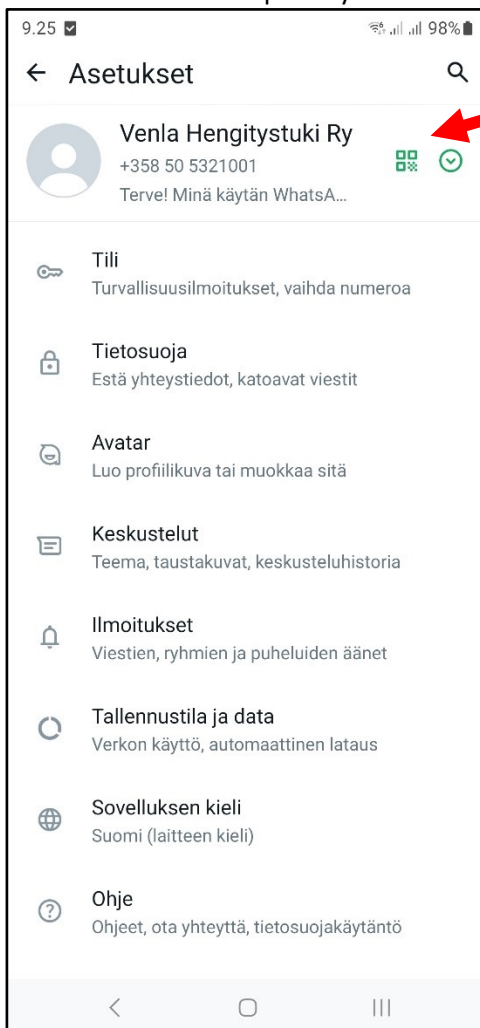 9.25 98%
Asetukset
Venla Hengitystuki Ry
+358 50 5321001
Terve! Minä käytän WhatsA...
Tili
Turvallisuusilmoitukset, vaihda numeroa
Tietosuoja
Estä yhteystiedot, katoavat viestit
Avatar
Luo profiilikuva tai muokkaa sitä
Keskustelut
Teema, taustakuvat, keskusteluhistoria
Ilmoitukset
Viestien, ryhmien ja puheluiden äänet
Tallennustila ja data
Verkon käyttö, automaattinen lataus
Sovelluksen kieli
Suomi (laitteen kieli)
Ohje
Ohjeet, ota yhteyttä, tietosuojakäytäntö